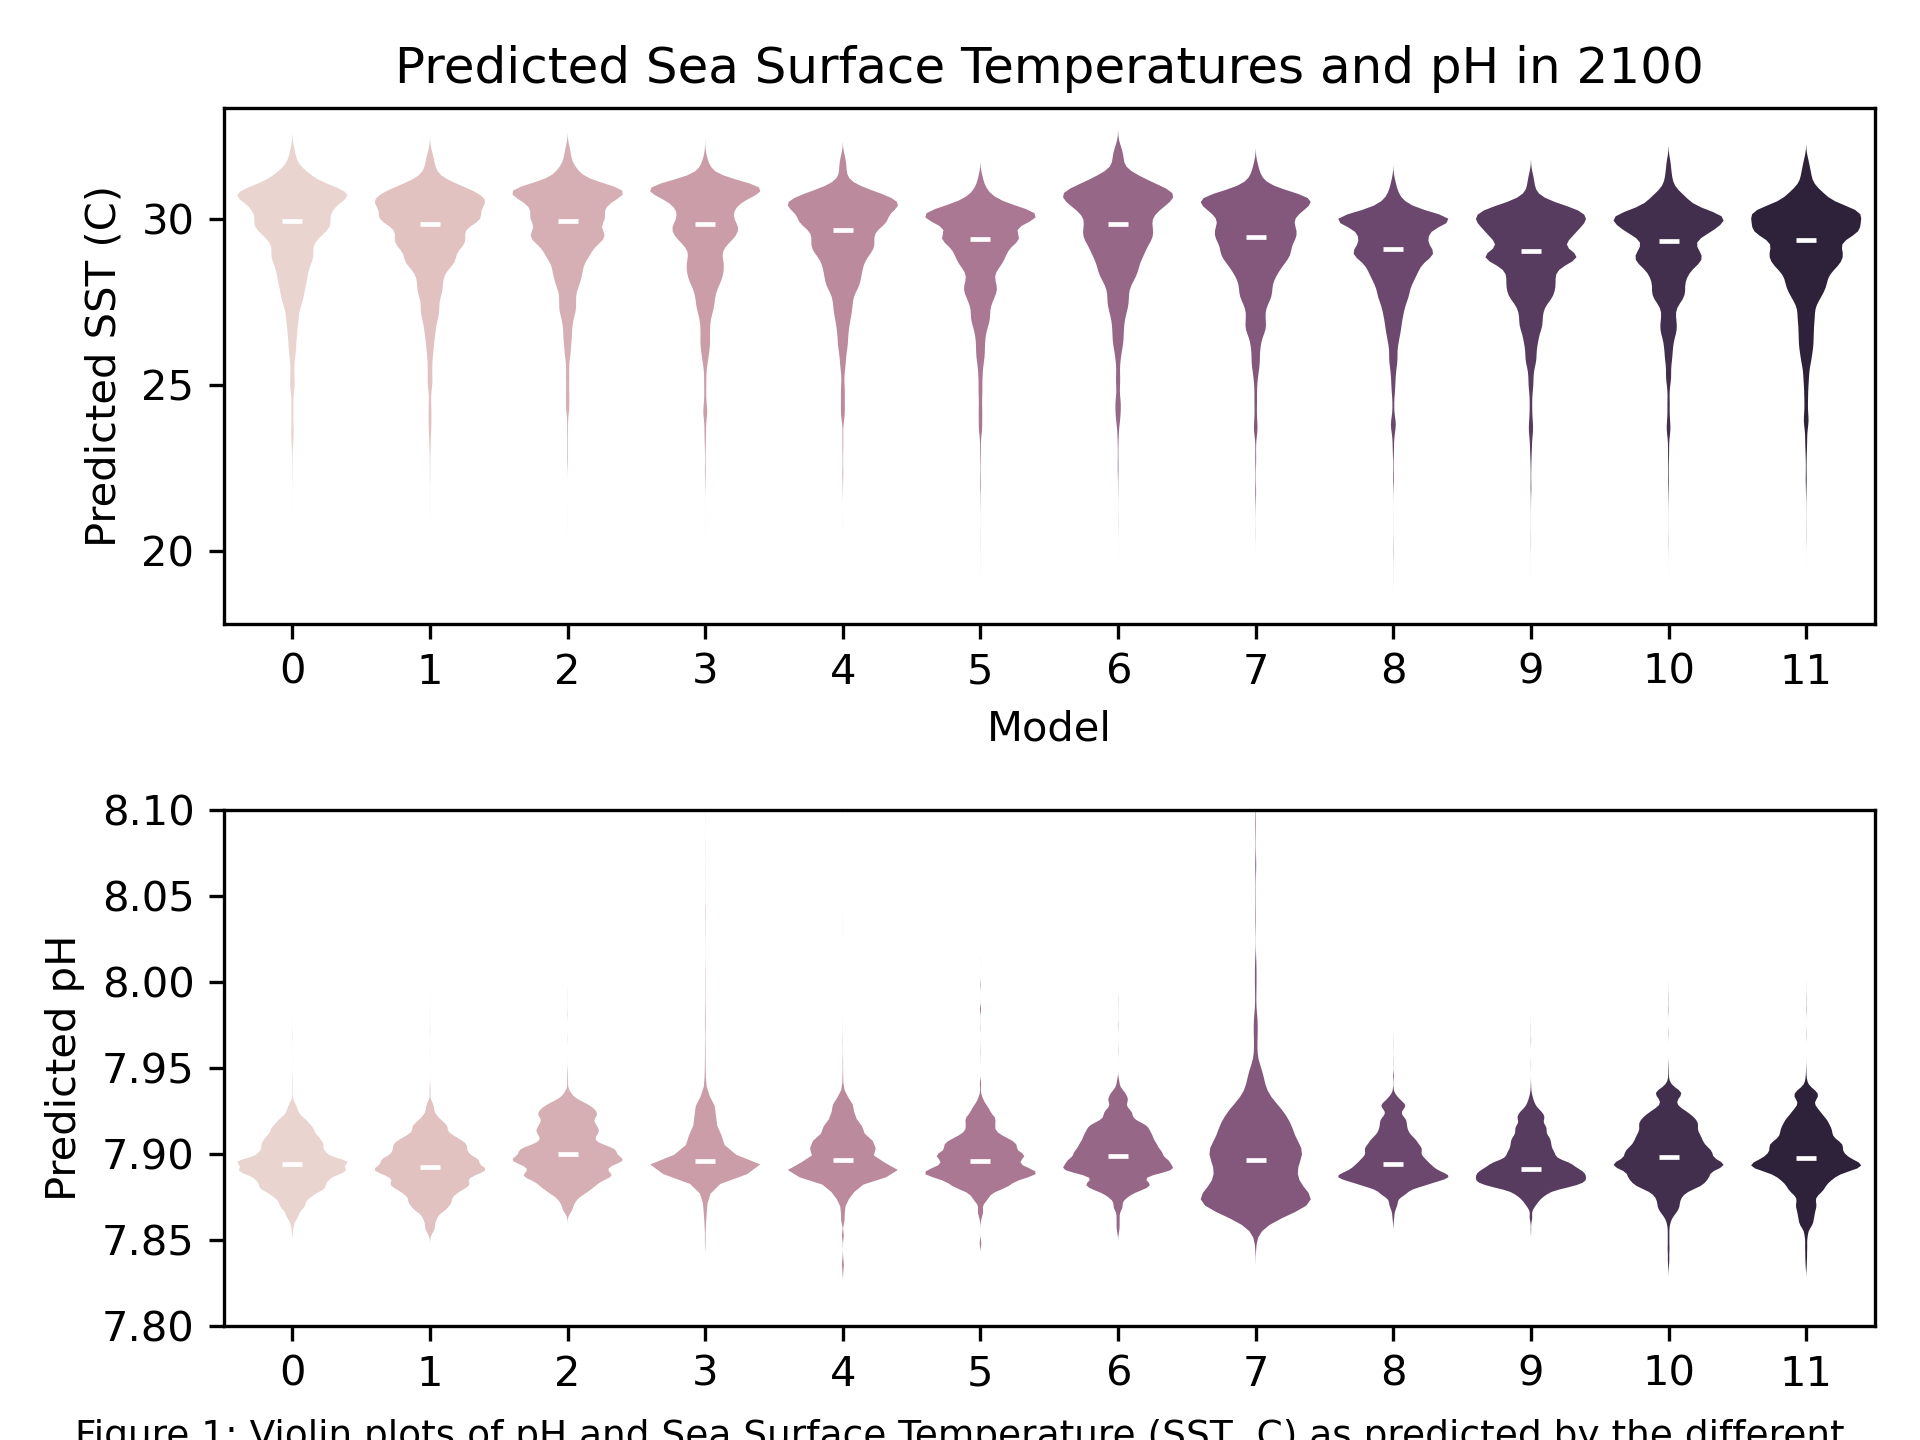 Predicted Sea Surface Temperatures and pH in 2100
Predicted SST (C)
30
25
20
0 1 2 3 4 5 6 7 8 9 10 11
Model
Predicted pH
8.10
8.05
8.00
7.95
7.90
7.85
7.80
0 1 2 3 4 5 6 7 8 9 10 11
Figure 1: Violin plots of pH and Sea Surface Temperature (SST, C) as predicted by the different